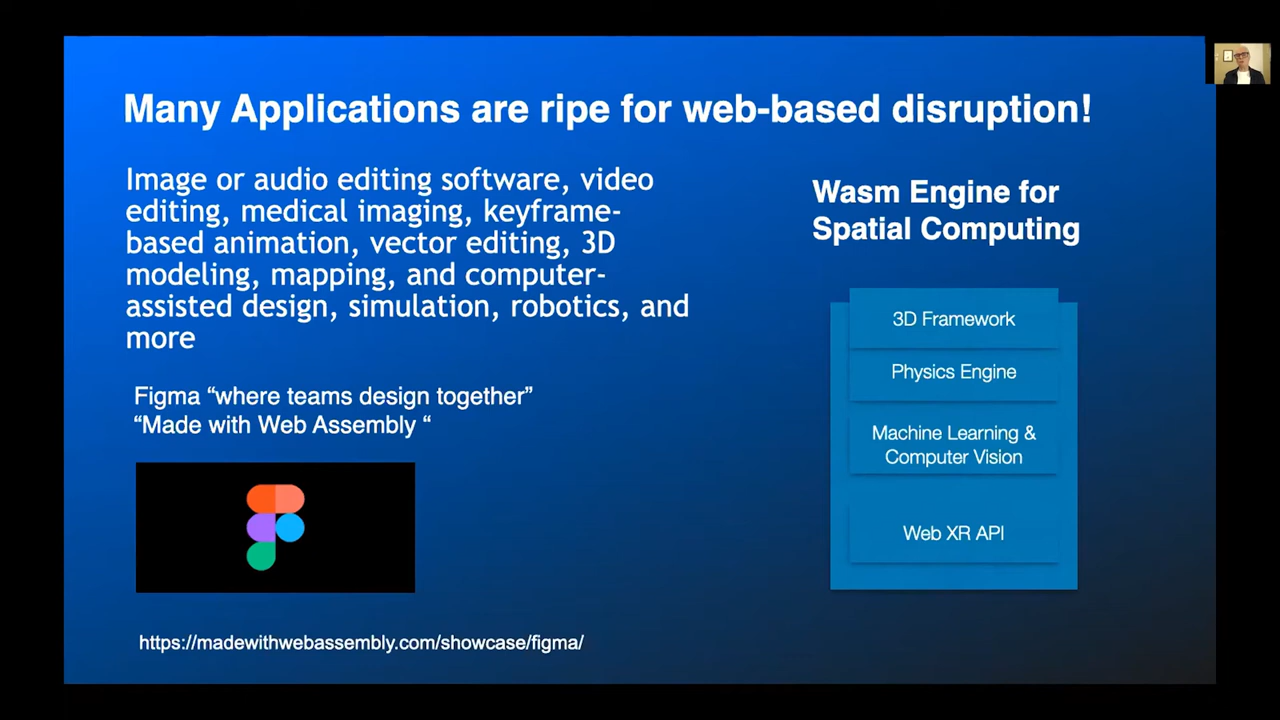 Many Applications are ripe for web-based disruption!
Image or audio editing software, video
editing, medical imaging, keyframe-
based animation, vector editing, 3D
modeling, mapping, and computer-
assisted design, simulation, robotics, and
more
Figma “where teams design together”
“Made with Web Assembly “
https://madewithwebassembly.com/showcase/figma/
Wasm Engine for
Spatial Computing
3D Framework
Physics Engine
Machine Learning &
Computer Vision
Web XR API